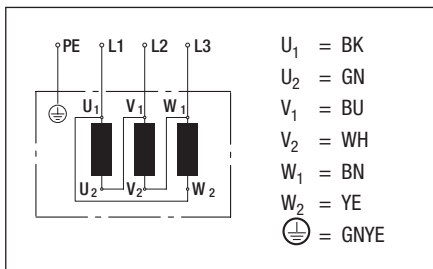 PE L1 L2 L3
U1 V1 W1
U2 V2 W2
U1 = BK
U2 = GN
V1 = BU
V2 = WH
W1 = BN
W2 = YE
= GNYE